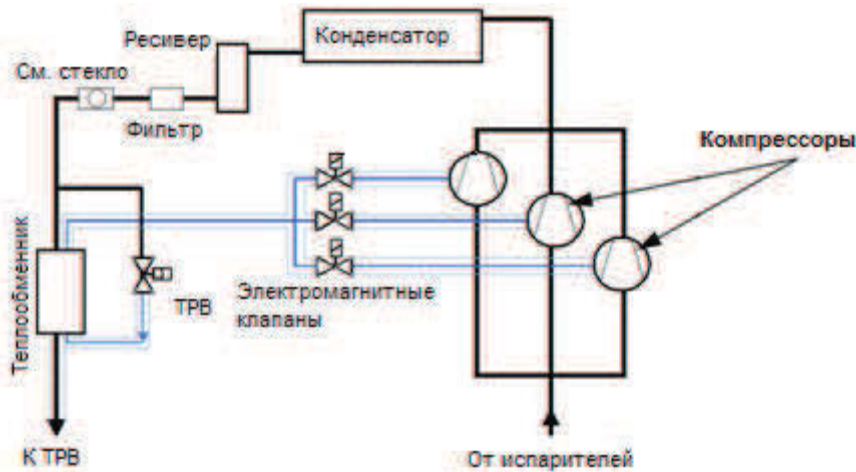 Ресивер
Конденсатор
См. стекло
Фильтр
Компрессоры
Теплообменник
ТРВ
Электромагнитные
клапаны
К ТРВ
От испарителей